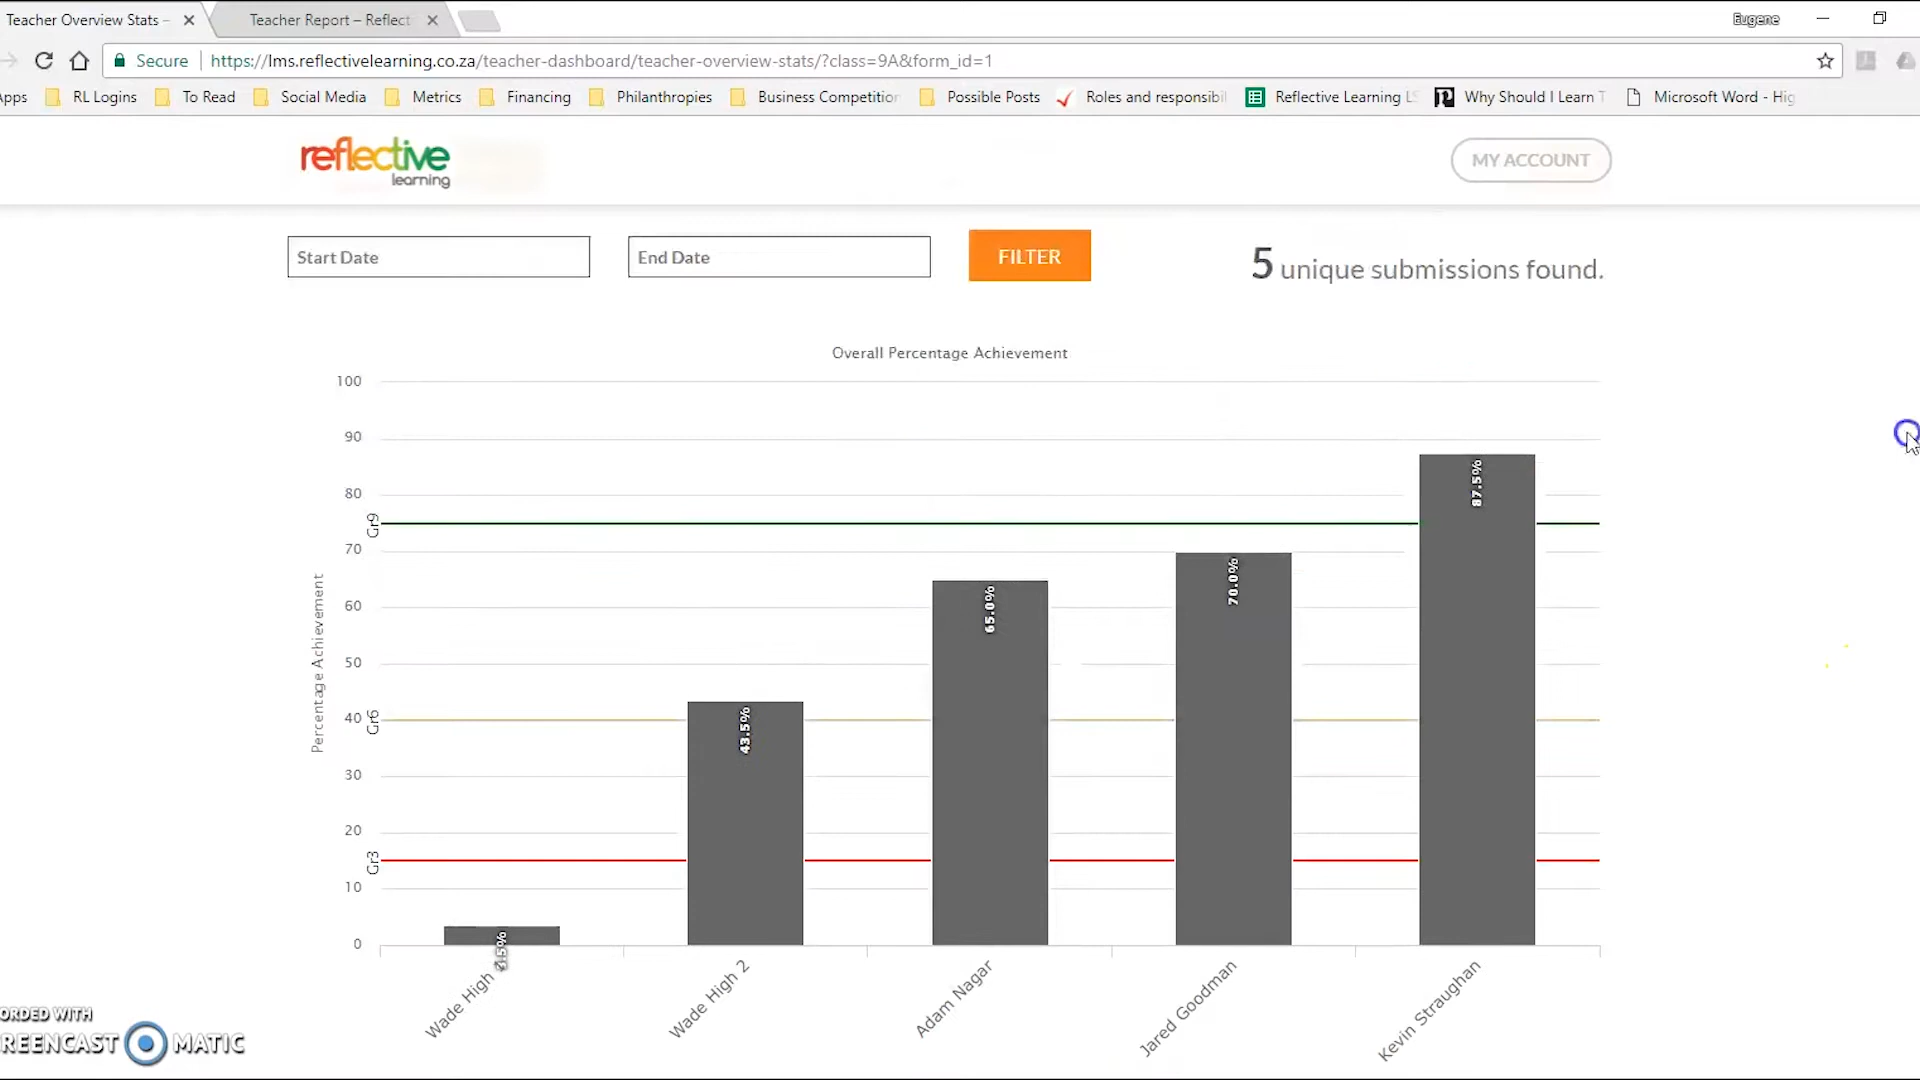 Teacher Overview Stats –
Teacher Report – Reflect
Eugene
Secure
https://lms.reflectivelearning.co.za/teacher-dashboard/teacher-overview-stats/?class=9A&form_id=1
pps
RL Logins
To Read
Social Media
Metrics
Financing
Philanthropies
Business Competition
Possible Posts
Roles and responsibil
Reflective Learning LS
Why Should I Learn T
Microsoft Word - Hig
reflective
learning
MY ACCOUNT
Start Date
End Date
FILTER
5 unique submissions found.
Overall Percentage Achievement
Percentage Achievement
100
90
80
70
60
50
40
30
20
10
0
Gr9
Gr6
Gr3
43.5%
65.0%
70.0%
87.5%
Wade High
Wade High 2
Adam Nagar
Jared Goodman
Kevin Straughan
ORDED WITH
REENCAST MATIC